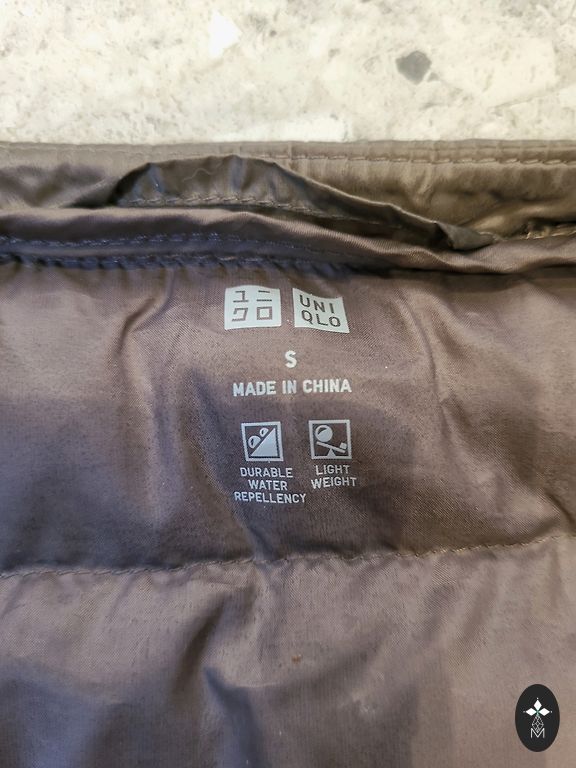 ユニ UNI
クロ QLO
S
MADE IN CHINA
DURABLE LIGHT
WATER WEIGHT
REPELLENCY
M